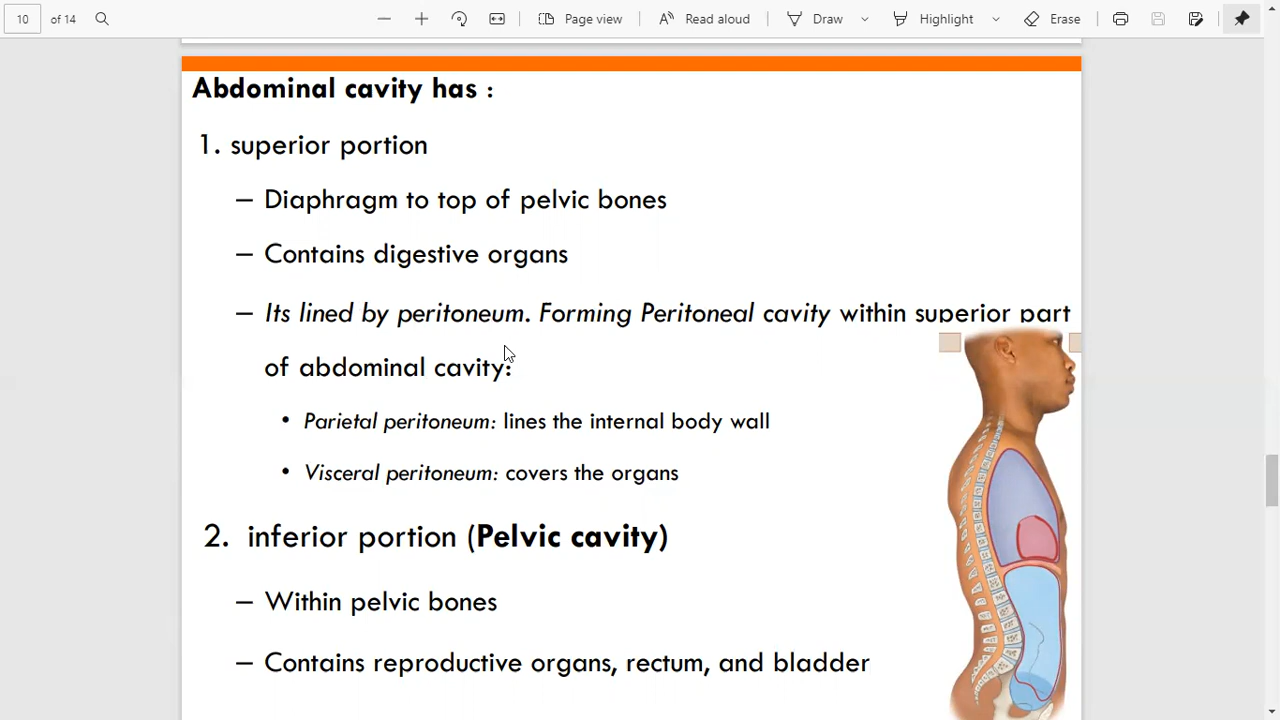 10 of 14 Page view Read aloud Draw Highlight Erase
Abdominal cavity has :
1. superior portion
– Diaphragm to top of pelvic bones
– Contains digestive organs
– Its lined by peritoneum. Forming Peritoneal cavity within superior part
of abdominal cavity:
• Parietal peritoneum: lines the internal body wall
• Visceral peritoneum: covers the organs
2. inferior portion (Pelvic cavity)
– Within pelvic bones
– Contains reproductive organs, rectum, and bladder